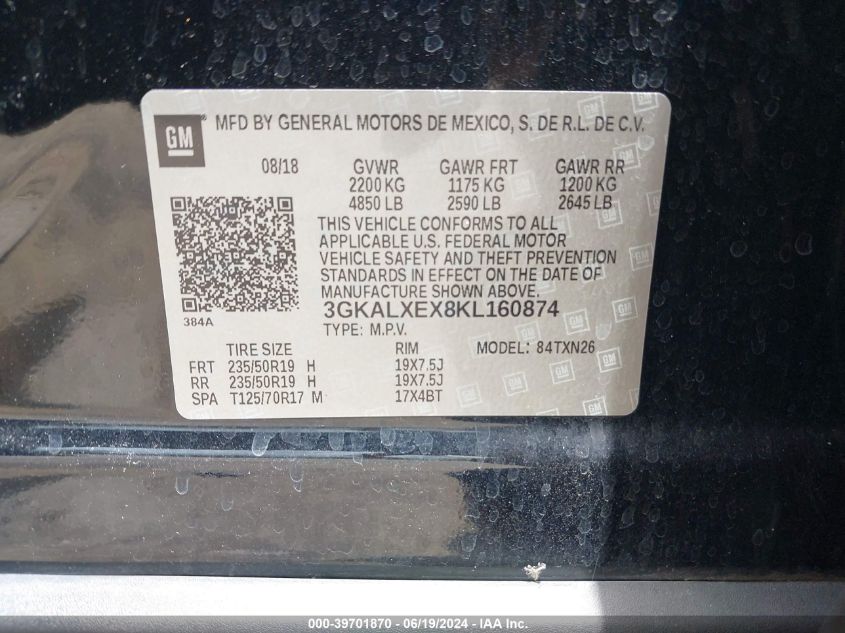 GM ® MFD BY GENERAL MOTORS DE MEXICO, S. DE R.L. DE C.V.
08/18 GVWR GAWR FRT GAWR RR
2200 KG 1175 KG 1200 KG
4850 LB 2590 LB 2645 LB
THIS VEHICLE CONFORMS TO ALL
APPLICABLE U.S. FEDERAL MOTOR
VEHICLE SAFETY AND THEFT PREVENTION
STANDARDS IN EFFECT ON THE DATE OF
MANUFACTURE SHOWN ABOVE.
3GKALXEX8KL160874
384A
TYPE: M.P.V.
TIRE SIZE RIM MODEL: 84TXN26
FRT 235/50R19 H 19X7.5J
RR 235/50R19 H 19X7.5J
SPA T125/70R17 M 17X4BT
000-39701870 - 06/19/2024 - IAA Inc.